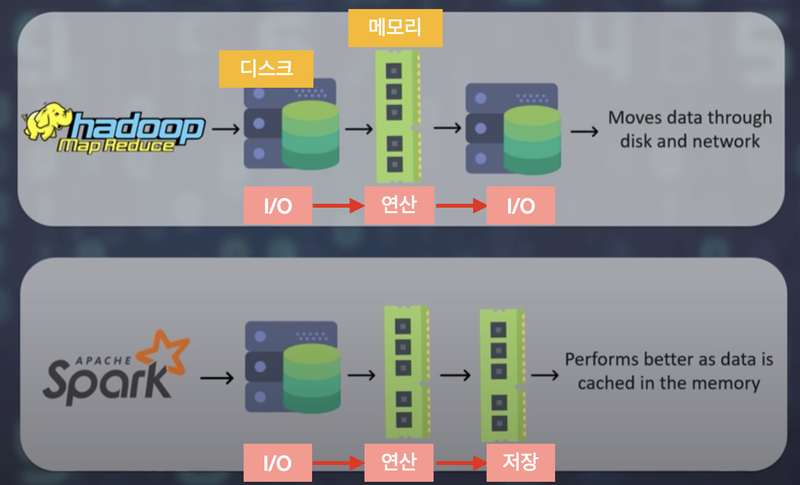 메모리
디스크
hadoop
Map Reduce
Moves data through
disk and network
I/O
연산
I/O
APACHE
Spark
Performs better as data is
cached in the memory
I/O
연산
저장